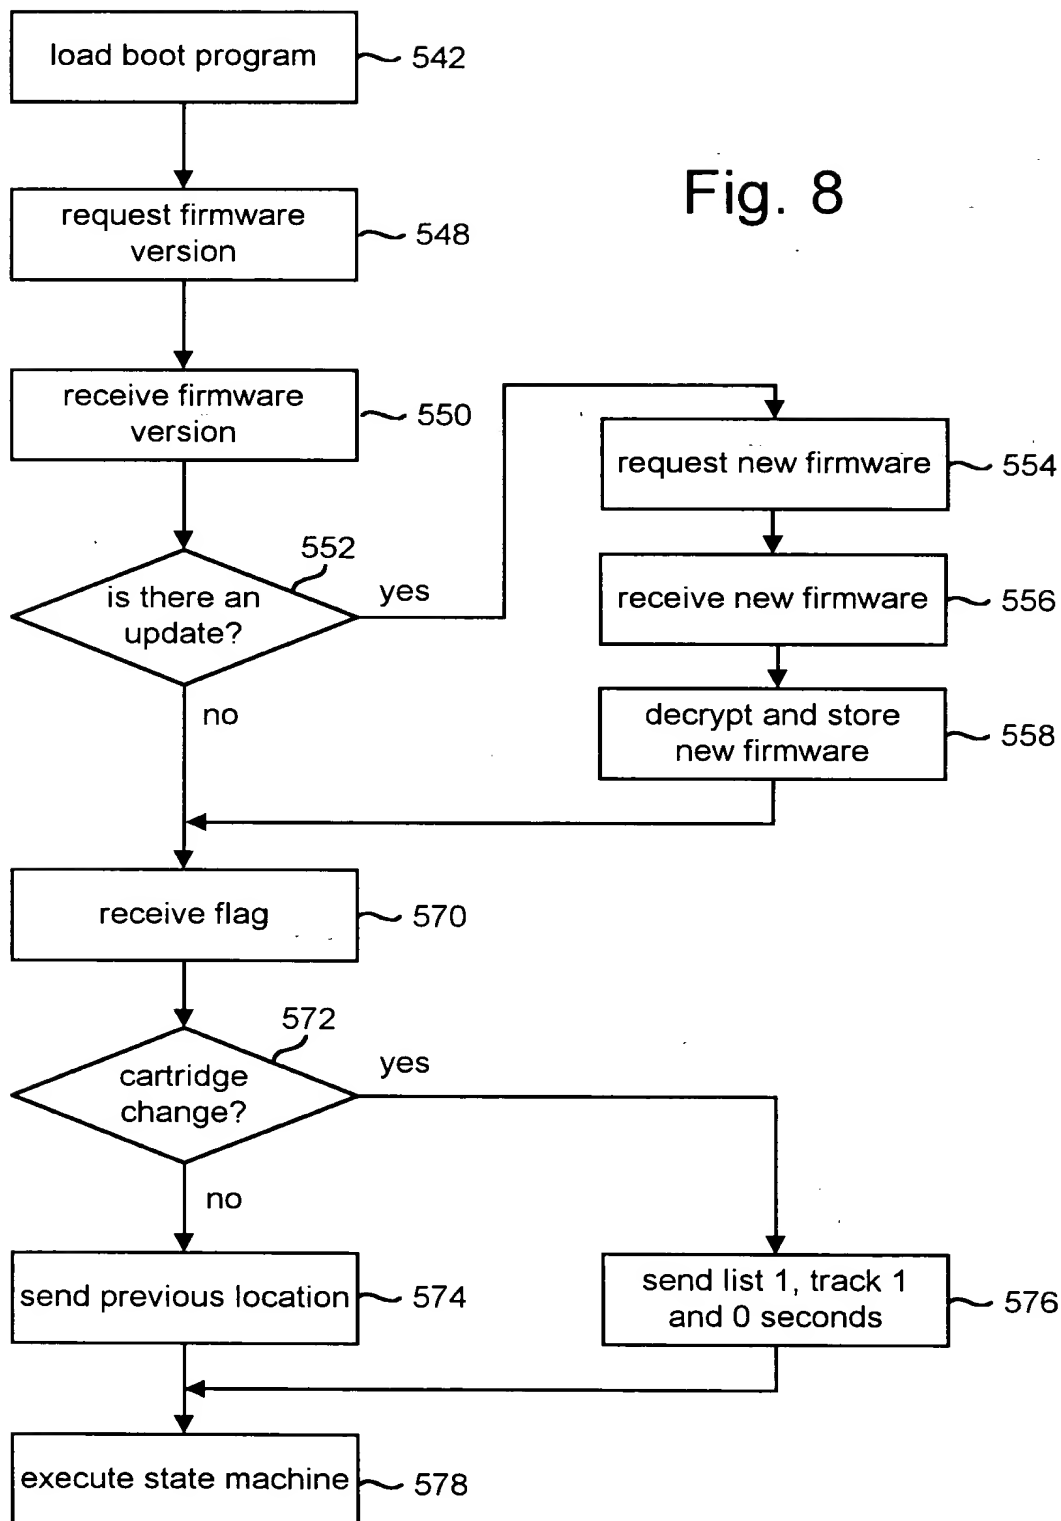 load boot program
542
Fig. 8
request firmware
version
548
receive firmware
version
550
request new firmware
554
552
is there an
update?
yes
receive new firmware
556
no
decrypt and store
new firmware
558
receive flag
570
572
cartridge
change?
yes
no
send previous location
574
send list 1, track 1
and 0 seconds
576
execute state machine
578